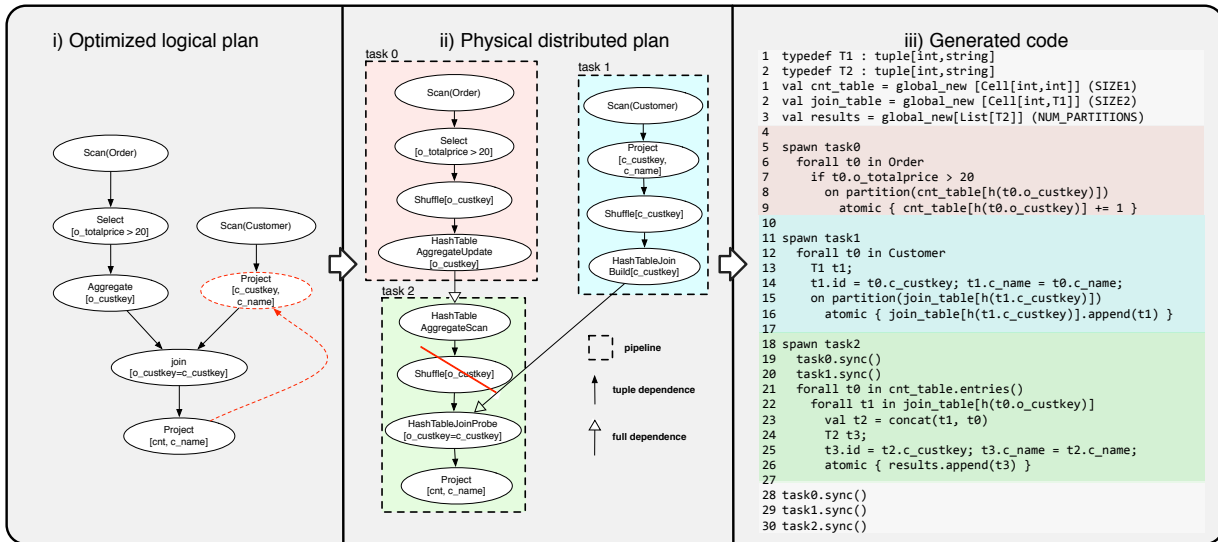 i) Optimized logical plan
Scan(Order)
Select
[o_totalprice > 20]
Scan(Customer)
Aggregate
[o_custkey]
Project
[c_custkey,
c_name]
join
[o_custkey=c_custkey]
Project
[cnt, c_name]
ii) Physical distributed plan
task 0
Scan(Order)
Select
[o_totalprice > 20]
Shuffle[o_custkey]
HashTable
AggregateUpdate
[o_custkey]
task 1
Scan(Customer)
Project
[c_custkey,
c_name]
Shuffle[c_custkey]
HashTableJoin
Build[c_custkey]
task 2
HashTable
AggregateScan
Shuffle[o_custkey]
HashTableJoinProbe
[o_custkey=c_custkey]
Project
[cnt, c_name]
pipeline
tuple dependence
full dependence
iii) Generated code
1 typedef T1 : tuple[int,string]
2 typedef T2 : tuple[int,string]
1 val cnt_table = global_new [Cell[int,int]] (SIZE1)
2 val join_table = global_new [Cell[int,T1]] (SIZE2)
3 val results = global_new[List[T2]] (NUM_PARTITIONS)
4
5 spawn task0
6 forall t0 in Order
7 if t0.o_totalprice > 20
8 on partition(cnt_table[h(t0.o_custkey)])
9 atomic { cnt_table[h(t0.o_custkey)] += 1 }
10
11 spawn task1
12 forall t0 in Customer
13 T1 t1;
14 t1.id = t0.c_custkey; t1.c_name = t0.c_name;
15 on partition(join_table[h(t1.c_custkey)])
16 atomic { join_table[h(t1.c_custkey)].append(t1) }
17
18 spawn task2
19 task0.sync()
20 task1.sync()
21 forall t0 in cnt_table.entries()
22 forall t1 in join_table[h(t0.o_custkey)]
23 val t2 = concat(t1, t0)
24 T2 t3;
25 t3.id = t2.c_custkey; t3.c_name = t2.c_name;
26 atomic { results.append(t3) }
27
28 task0.sync()
29 task1.sync()
30 task2.sync()